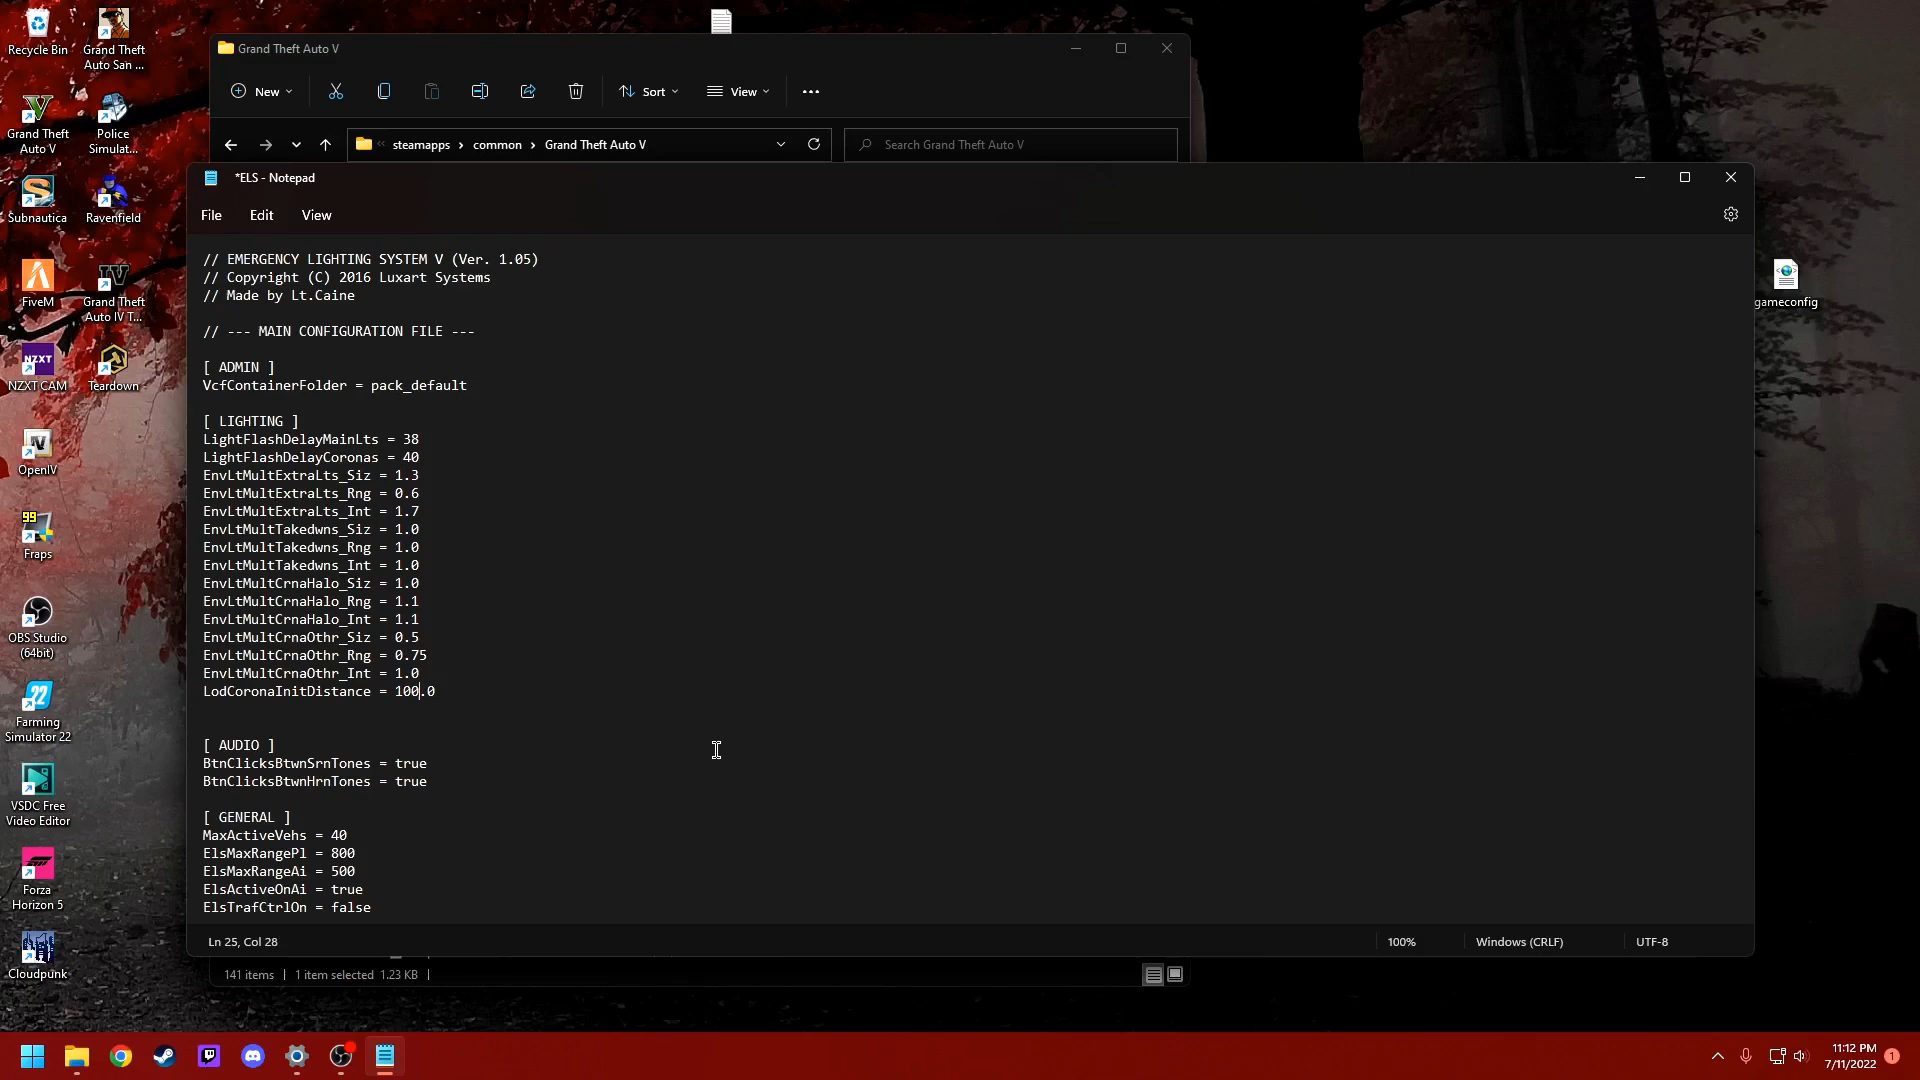 Recycle Bin
Grand Theft
Auto San ...
Grand Theft
Auto V
Police
Simulat...
Subnautica
Ravenfield
FiveM
Grand Theft
Auto IV T...
NZXT
NZXT CAM
Teardown
IV
OpenIV
99
Fraps
OBS Studio
(64bit)
22
Farming
Simulator 22
VSDC Free
Video Editor
Forza
Horizon 5
Cloudpunk
gameconfig
Grand Theft Auto V
New
Sort
View
steamapps > common > Grand Theft Auto V
Search Grand Theft Auto V
*ELS - Notepad
File Edit View
// EMERGENCY LIGHTING SYSTEM V (Ver. 1.05)
// Copyright (C) 2016 Luxart Systems
// Made by Lt.Caine
// --- MAIN CONFIGURATION FILE ---
[ ADMIN ]
VcfContainerFolder = pack_default
[ LIGHTING ]
LightFlashDelayMainLts = 38
LightFlashDelayCoronas = 40
EnvLtMultExtraLts_Siz = 1.3
EnvLtMultExtraLts_Rng = 0.6
EnvLtMultExtraLts_Int = 1.7
EnvLtMultTakedwns_Siz = 1.0
EnvLtMultTakedwns_Rng = 1.0
EnvLtMultTakedwns_Int = 1.0
EnvLtMultCrnaHalo_Siz = 1.0
EnvLtMultCrnaHalo_Rng = 1.1
EnvLtMultCrnaHalo_Int = 1.1
EnvLtMultCrnaOthr_Siz = 0.5
EnvLtMultCrnaOthr_Rng = 0.75
EnvLtMultCrnaOthr_Int = 1.0
LodCoronaInitDistance = 100.0
[ AUDIO ]
BtnClicksBtwnSrnTones = true
BtnClicksBtwnHrnTones = true
[ GENERAL ]
MaxActiveVehs = 40
ElsMaxRangePl = 800
ElsMaxRangeAi = 500
ElsActiveOnAi = true
ElsTrafCtrlOn = false
Ln 25, Col 28
100%
Windows (CRLF)
UTF-8
141 items | 1 item selected 1.23 KB |
11:12 PM
7/11/2022
1